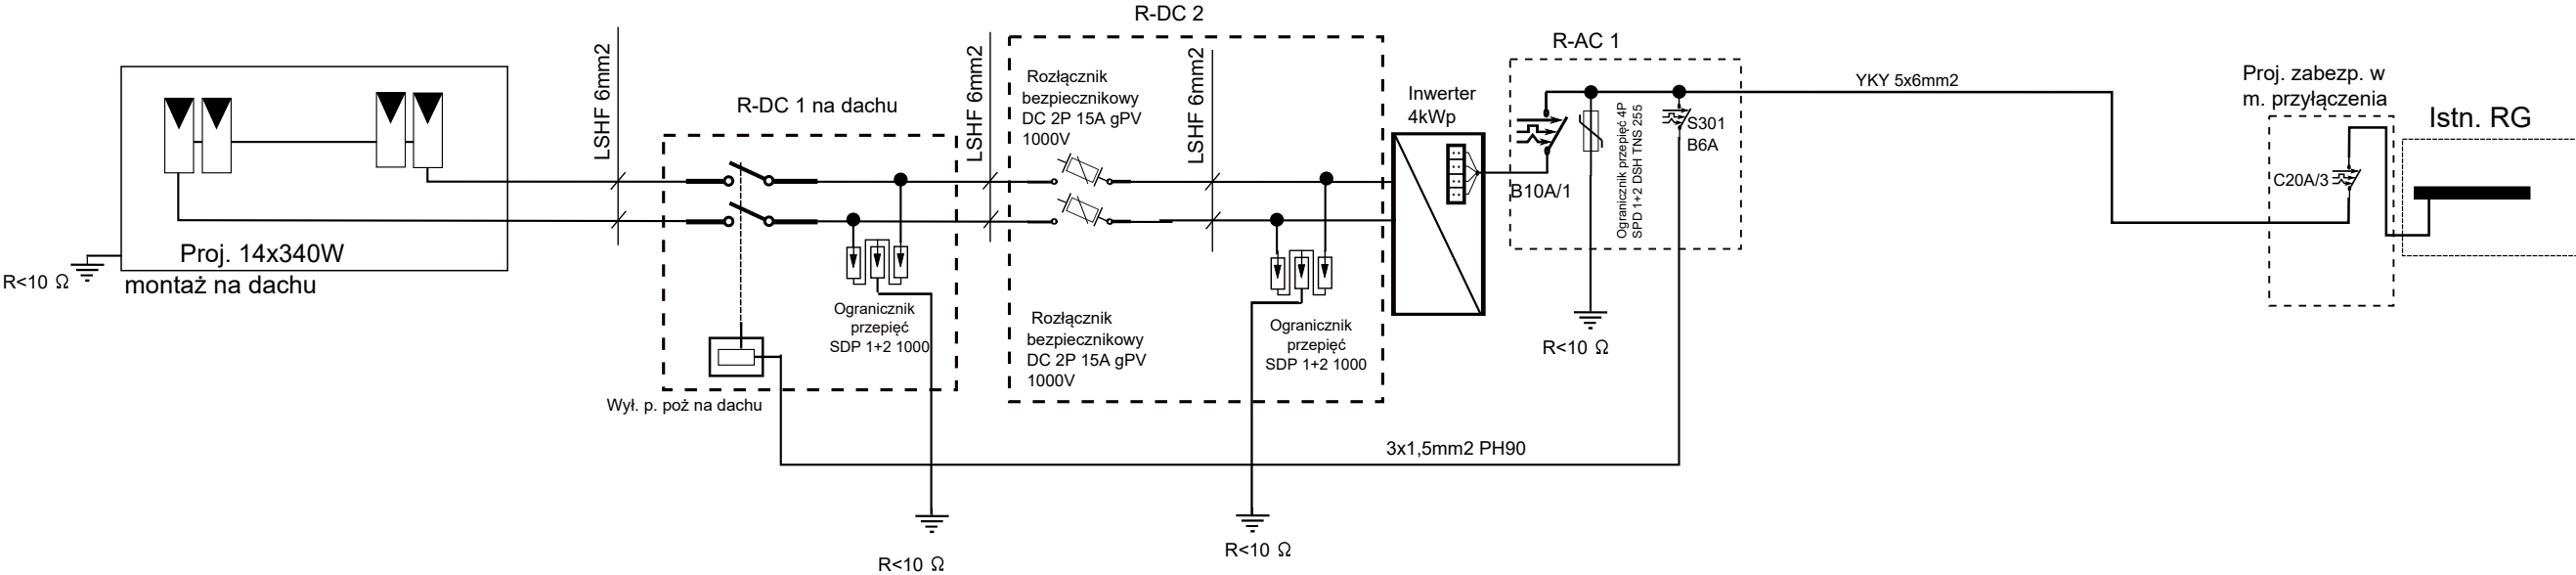 R<10 Ω
Proj. 14x340W
montaż na dachu
LSHF 6mm2
R-DC 1 na dachu
Ogranicznik
przepięć
SDP 1+2 1000
Wył. p. poż na dachu
R<10 Ω
LSHF 6mm2
R-DC 2
Rozłącznik
bezpiecznikowy
DC 2P 15A gPV
1000V
LSHF 6mm2
Rozłącznik
bezpiecznikowy
DC 2P 15A gPV
1000V
Ogranicznik
przepięć
SDP 1+2 1000
R<10 Ω
Inwerter
4kWp
R-AC 1
B10A/1
Ogranicznik przepięć 4P
SPD 1+2 DSH TNS 255
S301
B6A
R<10 Ω
3x1,5mm2 PH90
YKY 5x6mm2
Proj. zabezp. w
m. przyłączenia
C20A/3
Istn. RG